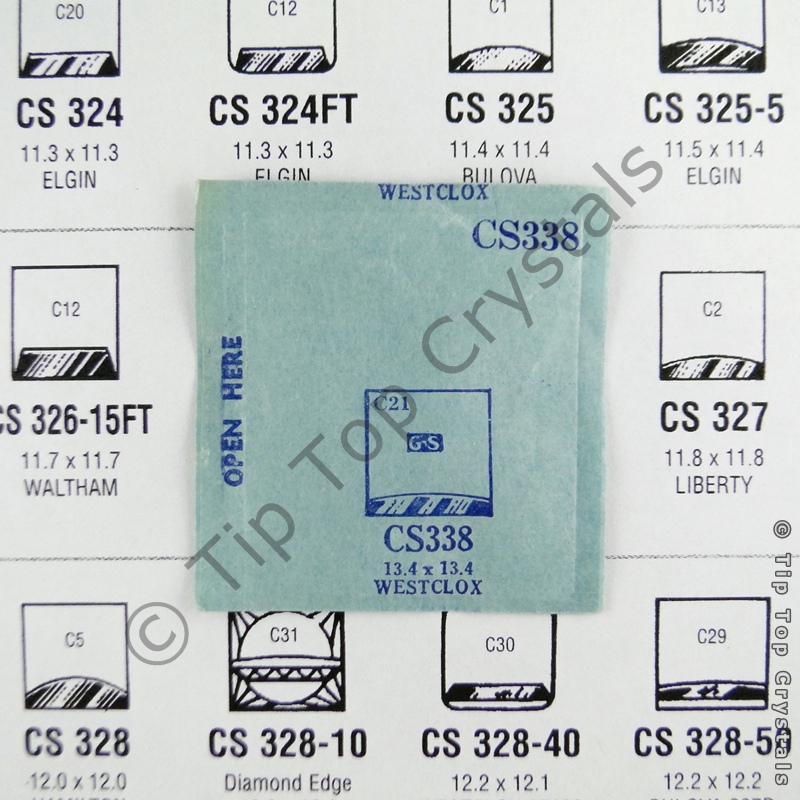 C20
C12
C1
C13
CS 324
CS 324FT
CS 325
CS 325-5
11.3 x 11.3
11.3 x 11.3
11.4 x 11.4
11.5 x 11.4
ELGIN
ELGIN
BULOVA
ELGIN
WESTCLOX
CS338
OPEN HERE
C21
G-S
CS338
13.4 x 13.4
WESTCLOX
C12
CS 326-15FT
11.7 x 11.7
WALTHAM
C2
CS 327
11.8 x 11.8
LIBERTY
C5
C31
C30
C29
CS 328
CS 328-10
CS 328-40
CS 328-50
12.0 x 12.0
Diamond Edge
12.2 x 12.1
12.2 x 12.2
© Tip Top Crystals
© Tip Top Crystals